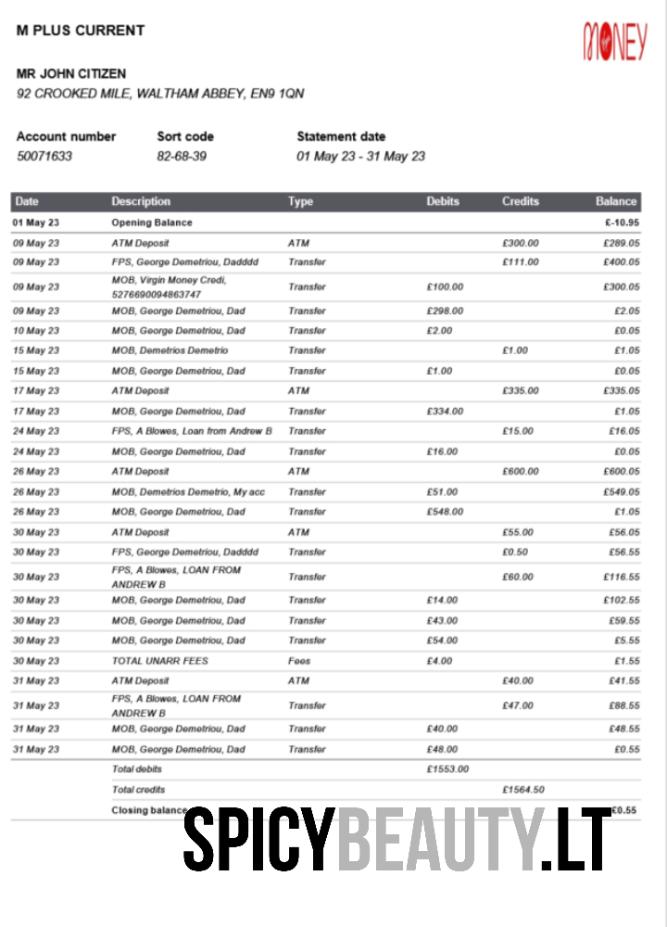 M PLUS CURRENT
MONEY
MR JOHN CITIZEN
92 CROOKED MILE, WALTHAM ABBEY, EN9 1QN
Account number Sort code Statement date
50071633 82-68-39 01 May 23 - 31 May 23
Date Description Type Debits Credits Balance
01 May 23 Opening Balance £-10.95
09 May 23 ATM Deposit ATM £300.00 £289.05
09 May 23 FPS, George Demetriou, Dadddd Transfer £111.00 £400.05
09 May 23 MOB, Virgin Money Credi, Transfer £100.00 £300.05
5276690094863747
09 May 23 MOB, George Demetriou, Dad Transfer £298.00 £2.05
10 May 23 MOB, George Demetriou, Dad Transfer £2.00 £0.05
15 May 23 MOB, Demetrios Demetrio Transfer £1.00 £1.05
15 May 23 MOB, George Demetriou, Dad Transfer £1.00 £0.05
17 May 23 ATM Deposit ATM £335.00 £335.05
17 May 23 MOB, George Demetriou, Dad Transfer £334.00 £1.05
24 May 23 FPS, A Blowes, Loan from Andrew B Transfer £15.00 £16.05
24 May 23 MOB, George Demetriou, Dad Transfer £16.00 £0.05
26 May 23 ATM Deposit ATM £600.00 £600.05
26 May 23 MOB, Demetrios Demetrio, My acc Transfer £51.00 £549.05
26 May 23 MOB, George Demetriou, Dad Transfer £548.00 £1.05
30 May 23 ATM Deposit ATM £55.00 £56.05
30 May 23 FPS, George Demetriou, Dadddd Transfer £0.50 £56.55
30 May 23 FPS, A Blowes, LOAN FROM Transfer £60.00 £116.55
ANDREW B
30 May 23 MOB, George Demetriou, Dad Transfer £14.00 £102.55
30 May 23 MOB, George Demetriou, Dad Transfer £43.00 £59.55
30 May 23 MOB, George Demetriou, Dad Transfer £54.00 £5.55
30 May 23 TOTAL UNARR FEES Fees £4.00 £1.55
31 May 23 ATM Deposit ATM £40.00 £41.55
31 May 23 FPS, A Blowes, LOAN FROM Transfer £47.00 £88.55
ANDREW B
31 May 23 MOB, George Demetriou, Dad Transfer £40.00 £48.55
31 May 23 MOB, George Demetriou, Dad Transfer £48.00 £0.55
Total debits £1553.00
Total credits £1564.50
Closing balance £0.55
SPICYBEAUTY.LT